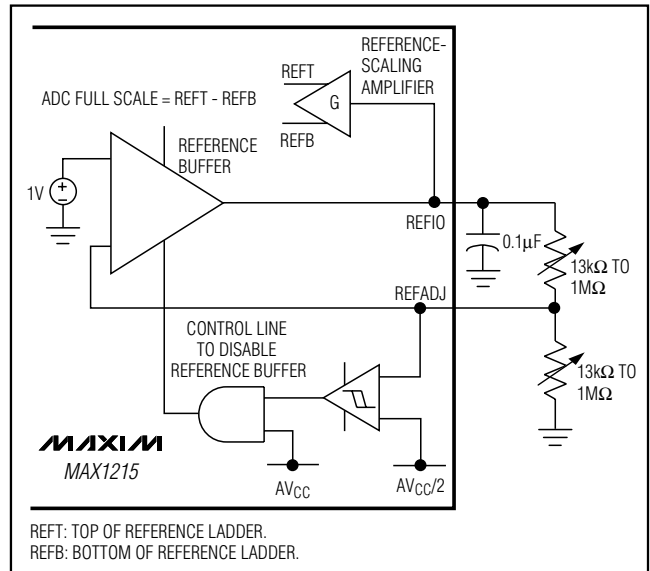 REFERENCE-
SCALING
AMPLIFIER
REFT
G
REFB
ADC FULL SCALE = REFT - REFB
REFERENCE
BUFFER
1V
+
−
REFIO
0.1µF
13kΩ TO
1MΩ
REFADJ
CONTROL LINE
TO DISABLE
REFERENCE BUFFER
13kΩ TO
1MΩ
MAXIM
MAX1215
AVCC
AVCC/2
REFT: TOP OF REFERENCE LADDER.
REFB: BOTTOM OF REFERENCE LADDER.